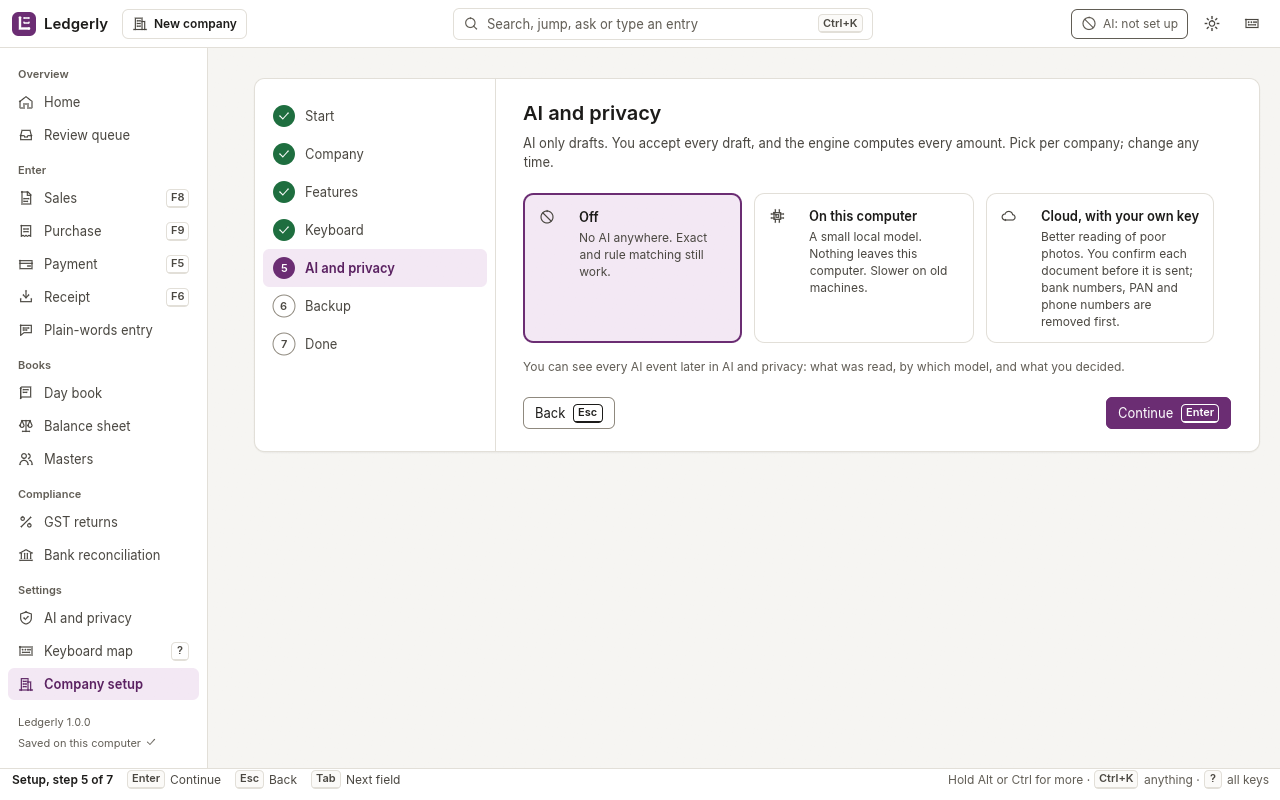 Ledgerly
New company
Search, jump, ask or type an entry Ctrl+K
AI: not set up
Overview
Home
Review queue
Enter
Sales F8
Purchase F9
Payment F5
Receipt F6
Plain-words entry
Books
Day book
Balance sheet
Masters
Compliance
GST returns
Bank reconciliation
Settings
AI and privacy
Keyboard map ?
Company setup
Ledgerly 1.0.0
Saved on this computer
Start
Company
Features
Keyboard
5 AI and privacy
6 Backup
7 Done
AI and privacy
AI only drafts. You accept every draft, and the engine computes every amount. Pick per company; change any
time.
Off
No AI anywhere. Exact
and rule matching still
work.
On this computer
A small local model.
Nothing leaves this
computer. Slower on old
machines.
Cloud, with your own key
Better reading of poor
photos. You confirm each
document before it is sent;
bank numbers, PAN and
phone numbers are
removed first.
You can see every AI event later in AI and privacy: what was read, by which model, and what you decided.
Back Esc
Continue Enter
Setup, step 5 of 7 Enter Continue Esc Back Tab Next field
Hold Alt or Ctrl for more · Ctrl+K anything · ? all keys